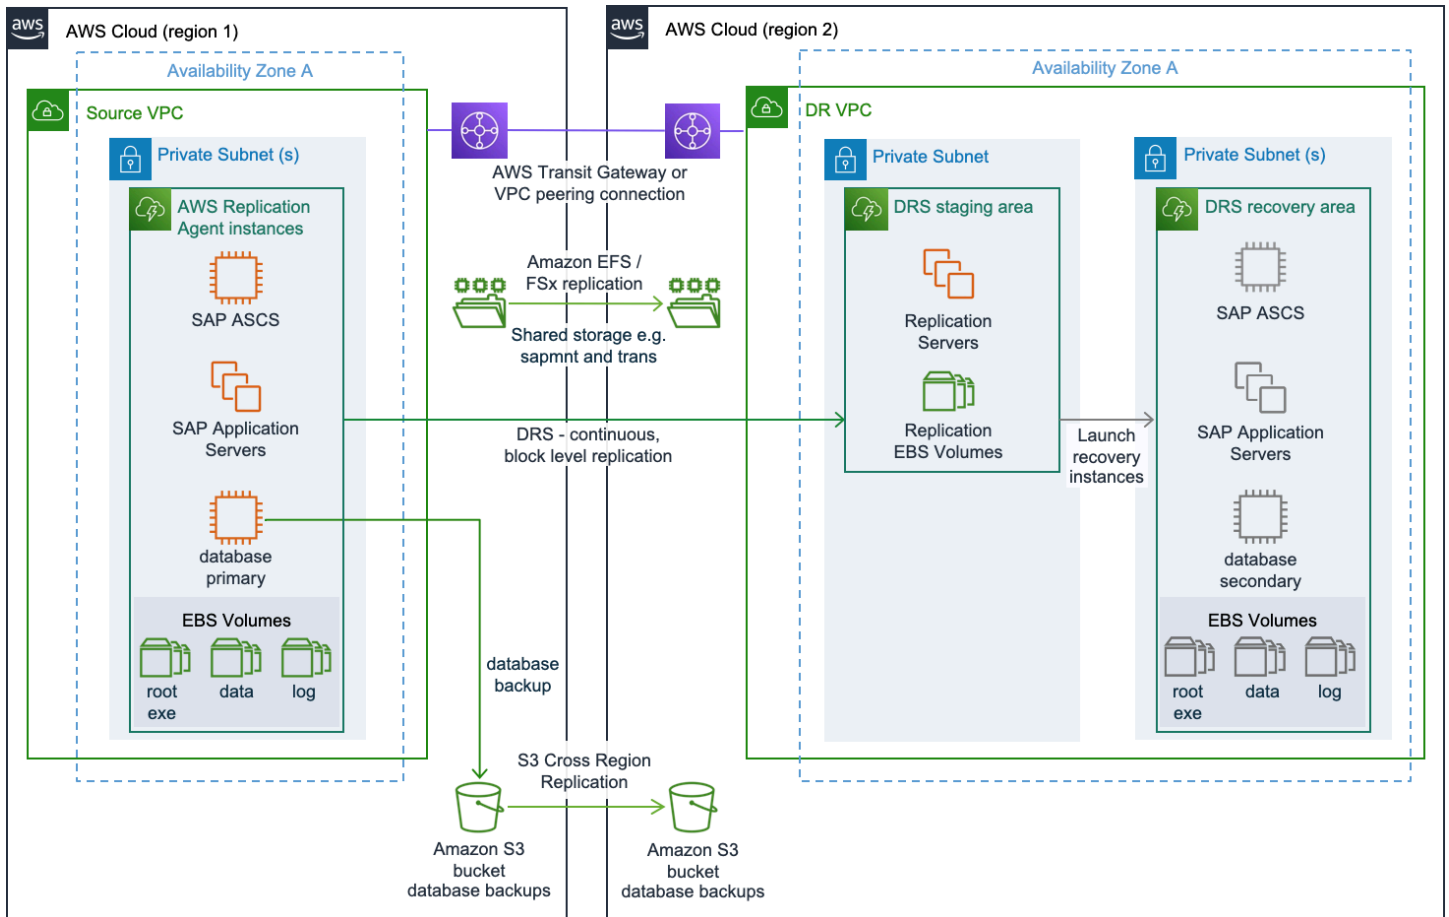 aws
AWS Cloud (region 1)
Availability Zone A
Source VPC
Private Subnet (s)
AWS Replication
Agent instances
SAP ASCS
SAP Application
Servers
database
primary
EBS Volumes
root
exe
data
log
AWS Transit Gateway or
VPC peering connection
Amazon EFS /
FSx replication
Shared storage e.g.
sapmnt and trans
DRS - continuous,
block level replication
database
backup
S3 Cross Region
Replication
Amazon S3
bucket
database backups
Amazon S3
bucket
database backups
aws
AWS Cloud (region 2)
Availability Zone A
DR VPC
Private Subnet
DRS staging area
Replication
Servers
Replication
EBS Volumes
Launch
recovery
instances
Private Subnet (s)
DRS recovery area
SAP ASCS
SAP Application
Servers
database
secondary
EBS Volumes
root
exe
data
log